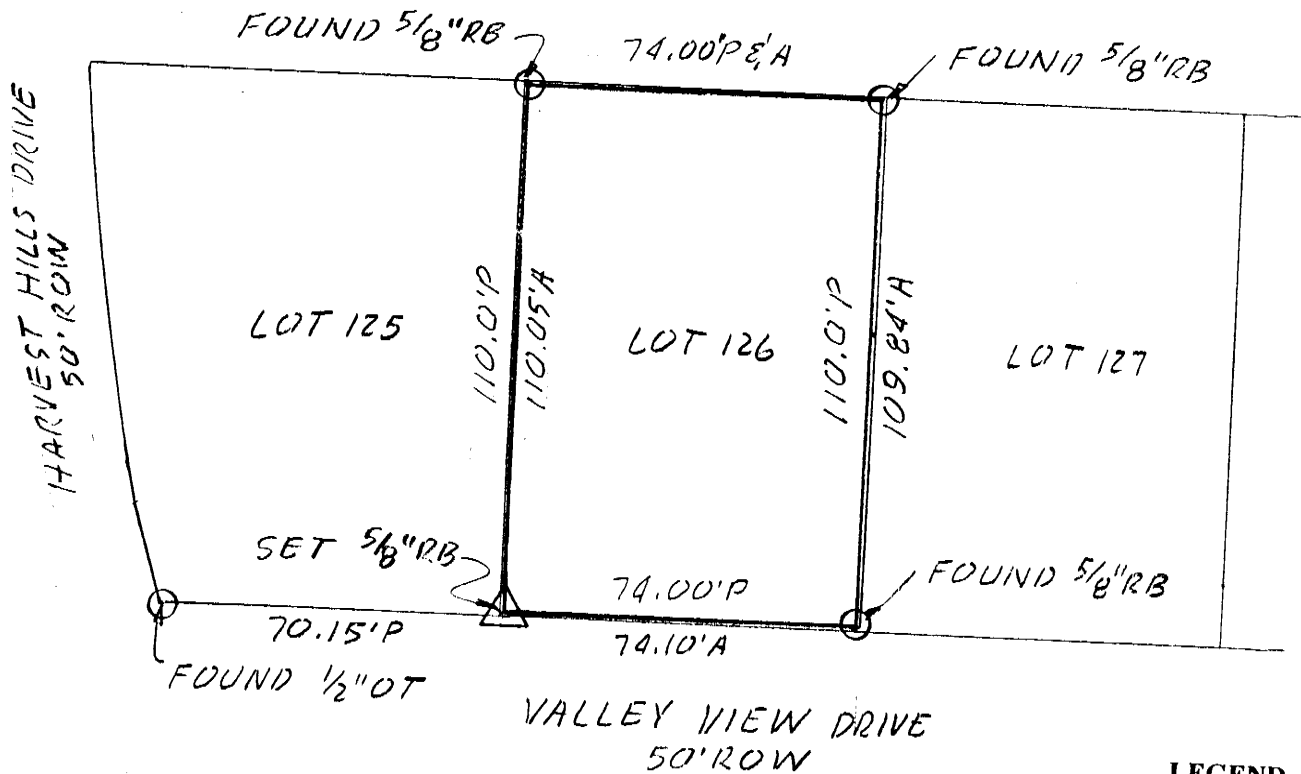 FOUND 5/8"RB
74.00'P&A
FOUND 5/8"RB
HARVEST HILLS DRIVE
50' ROW
LOT 125
110.0'P
110.05'A
LOT 126
110.0'P
109.84'A
LOT 127
SET 5/8"RB
74.00'P
FOUND 5/8"RB
70.15'P
74.10'A
FOUND 1/2"OT
VALLEY VIEW DRIVE
50' ROW
LEGEND